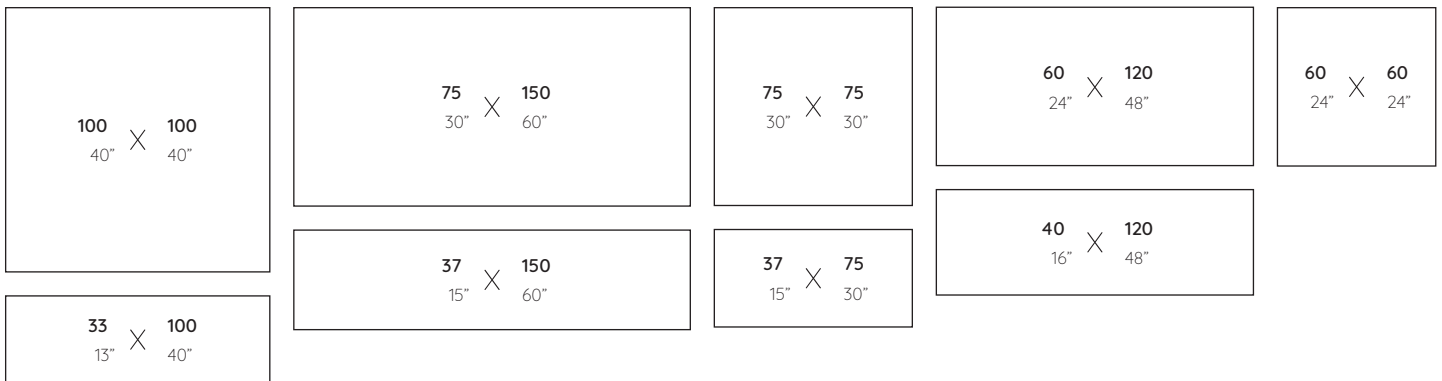 100 X 100
40” 40”
33 X 100
13” 40”
75 X 150
30” 60”
37 X 150
15” 60”
75 X 75
30” 30”
37 X 75
15” 30”
60 X 120
24” 48”
40 X 120
16” 48”
60 X 60
24” 24”